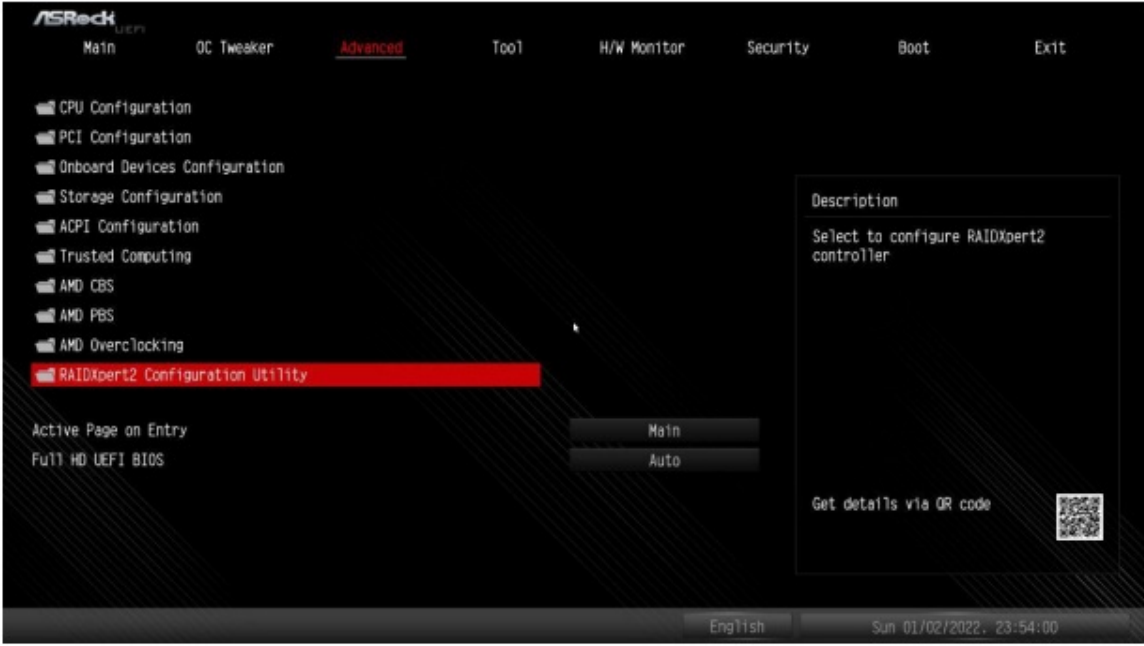 ASRock
UEFI
Main OC Tweaker Advanced Tool H/W Monitor Security Boot Exit
CPU Configuration
PCI Configuration
Onboard Devices Configuration
Storage Configuration
ACPI Configuration
Trusted Computing
AMD CBS
AMD PBS
AMD Overclocking
RAIDXpert2 Configuration Utility
Active Page on Entry Main
Full HD UEFI BIOS Auto
Description
Select to configure RAIDXpert2
controller
Get details via QR code
English Sun 01/02/2022. 23:54:00